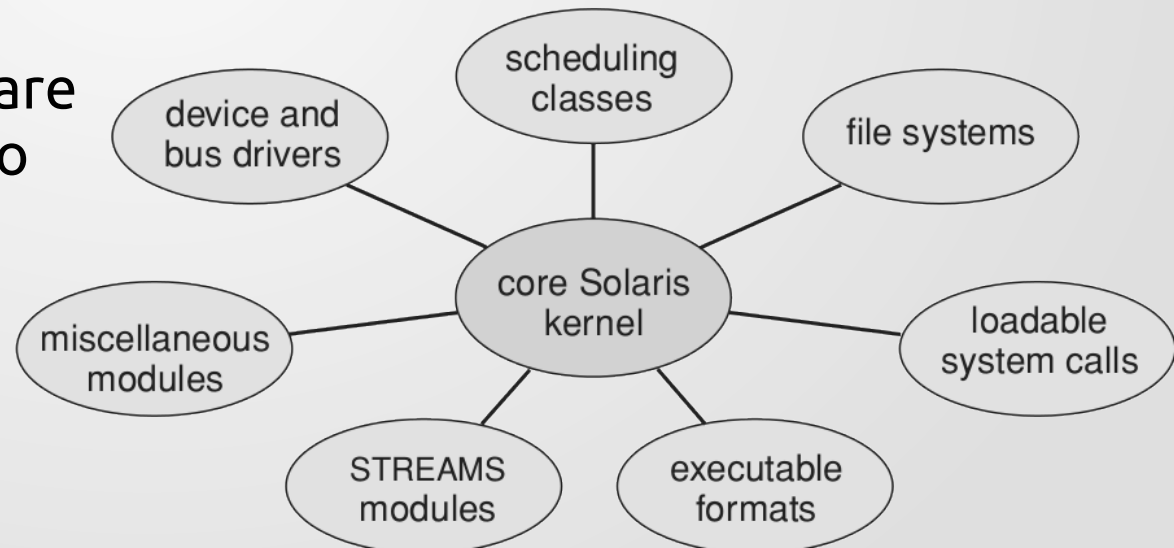 are
o
scheduling
classes
device and
bus drivers
file systems
core Solaris
kernel
miscellaneous
modules
loadable
system calls
STREAMS
modules
executable
formats